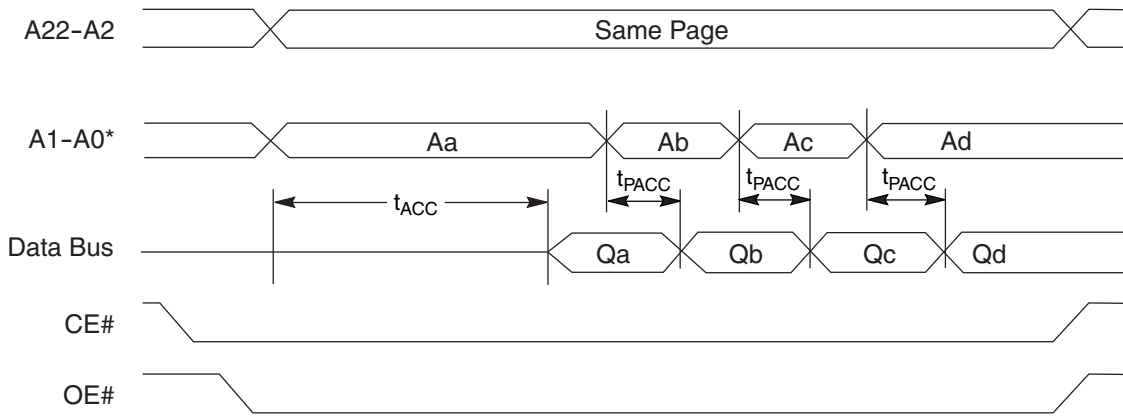 A22–A2 Same Page
A1–A0* Aa Ab Ac Ad
tPACC tPACC tPACC
tACC
Data Bus Qa Qb Qc Qd
CE#
OE#